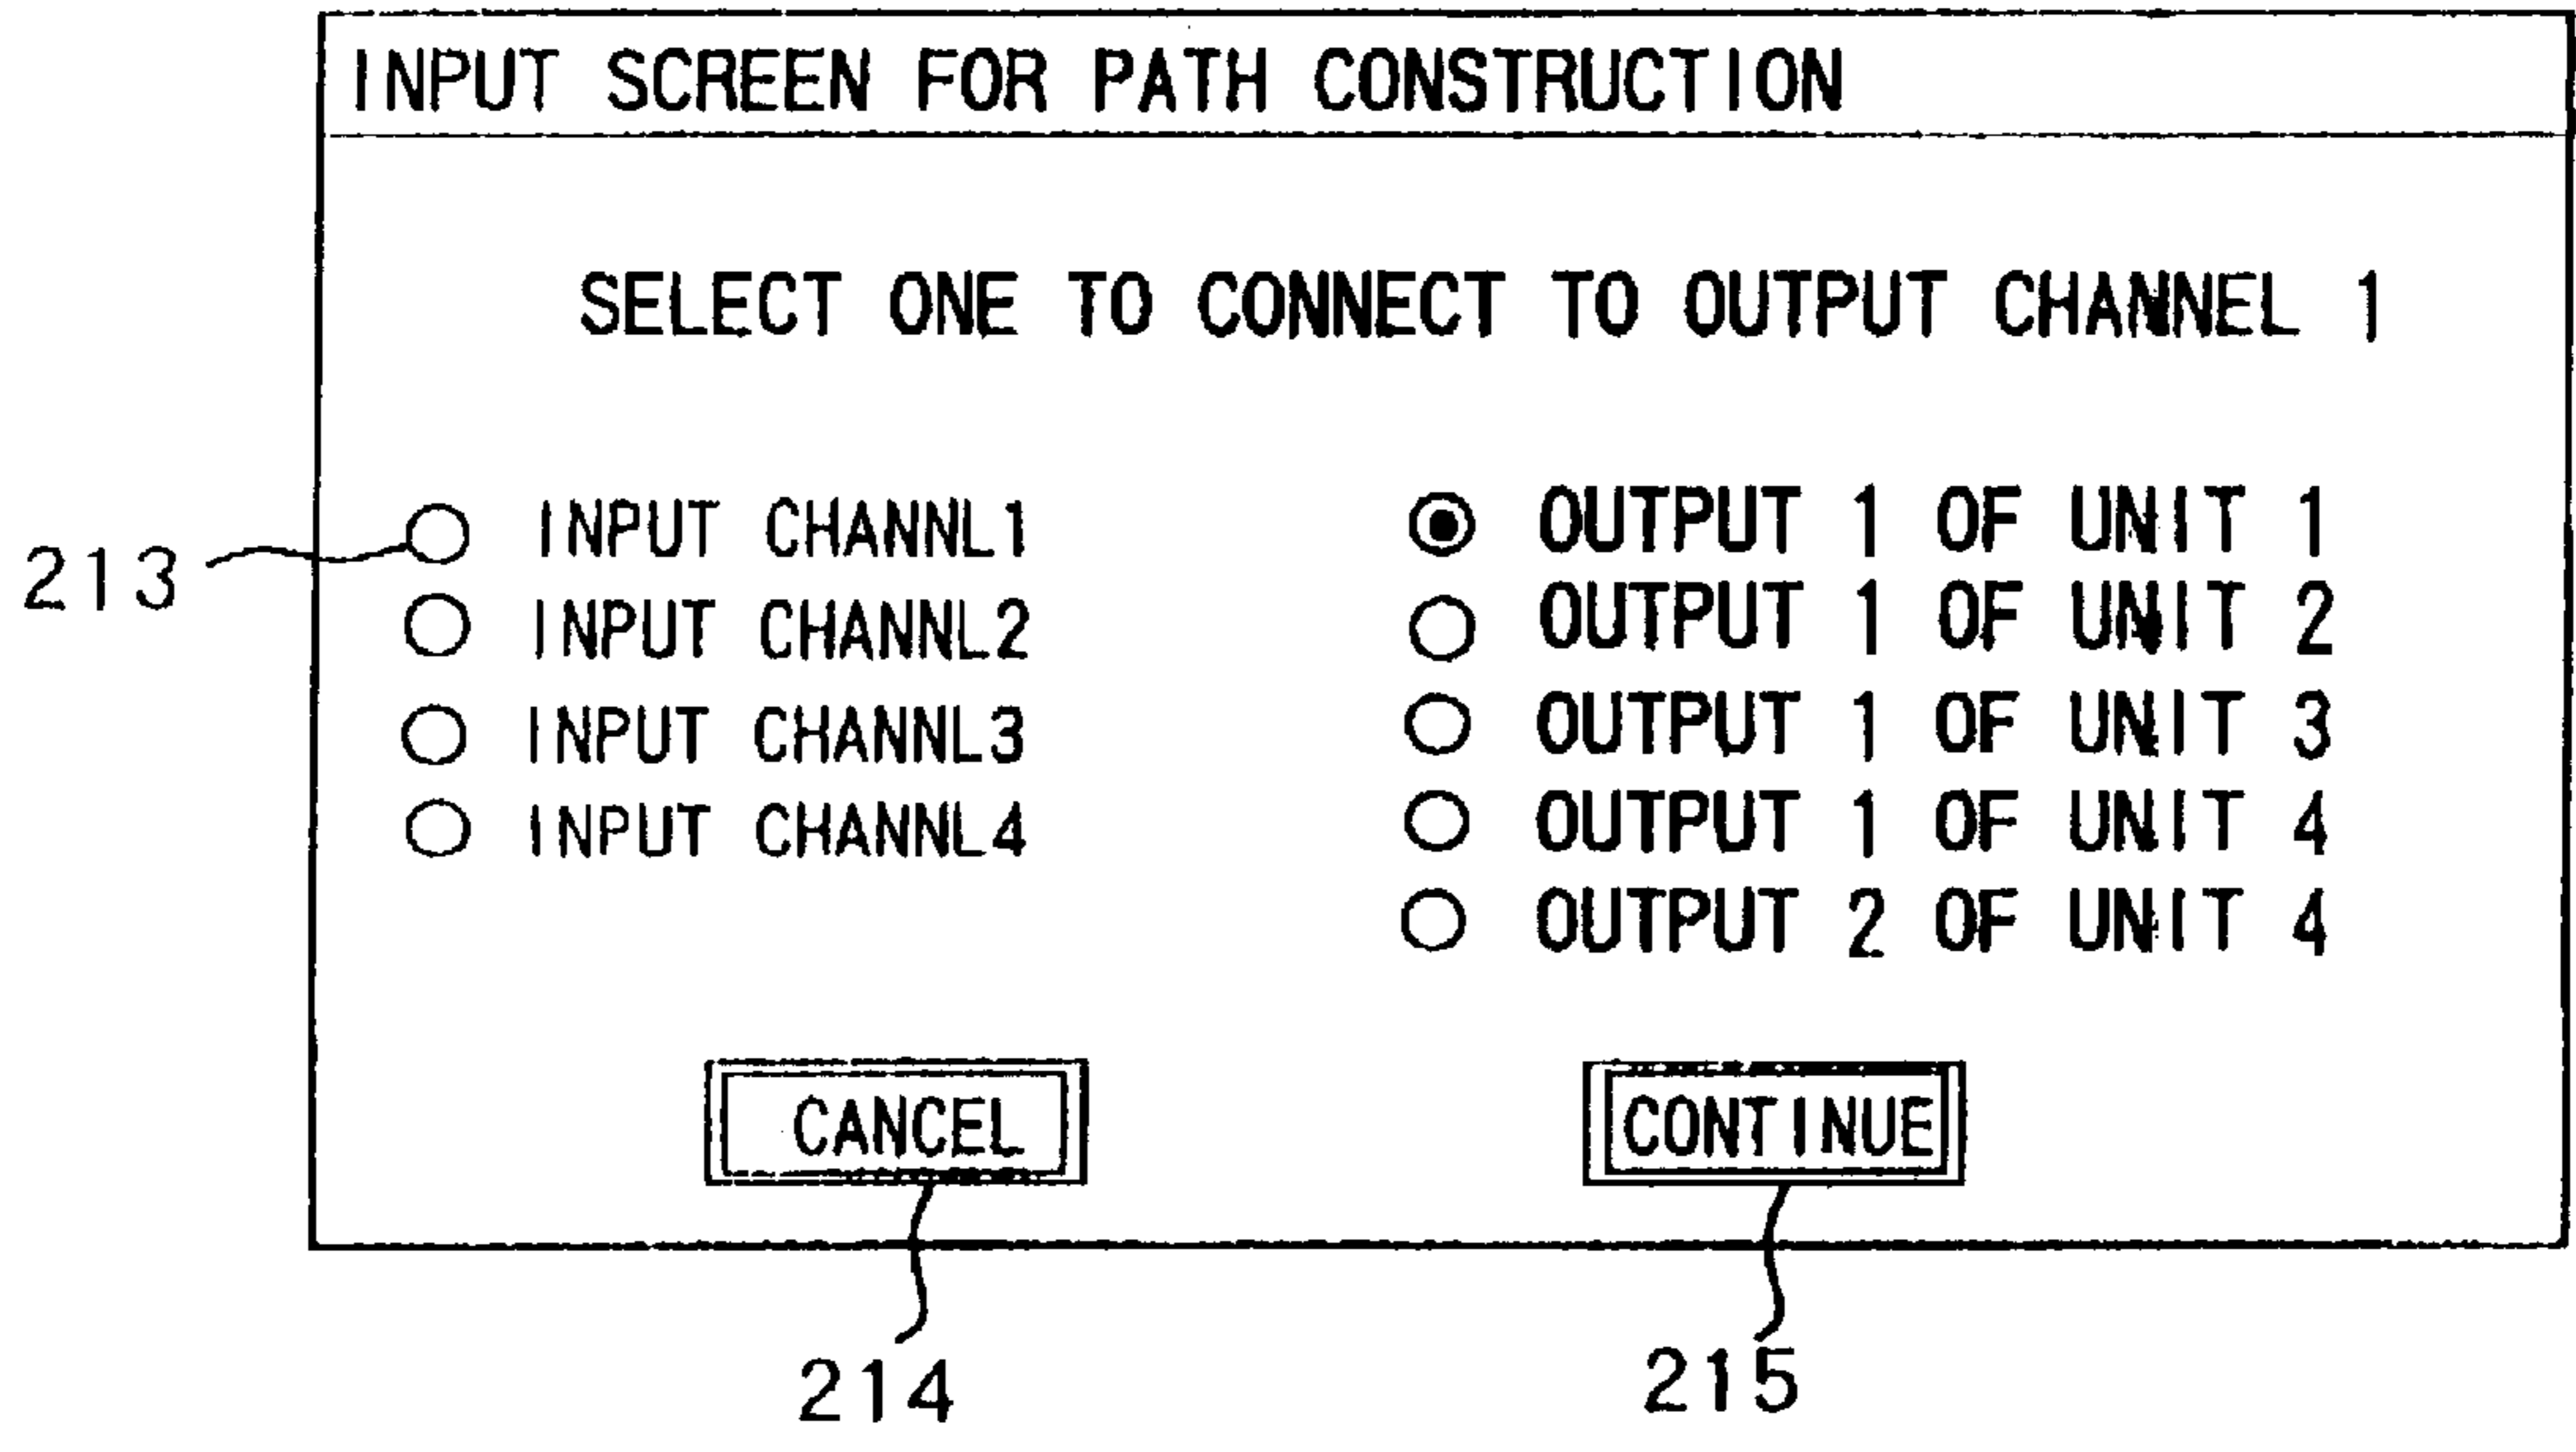 INPUT SCREEN FOR PATH CONSTRUCTION
SELECT ONE TO CONNECT TO OUTPUT CHANNEL 1
213
INPUT CHANNL1
INPUT CHANNL2
INPUT CHANNL3
INPUT CHANNL4
OUTPUT 1 OF UNIT 1
OUTPUT 1 OF UNIT 2
OUTPUT 1 OF UNIT 3
OUTPUT 1 OF UNIT 4
OUTPUT 2 OF UNIT 4
CANCEL
CONTINUE
214
215